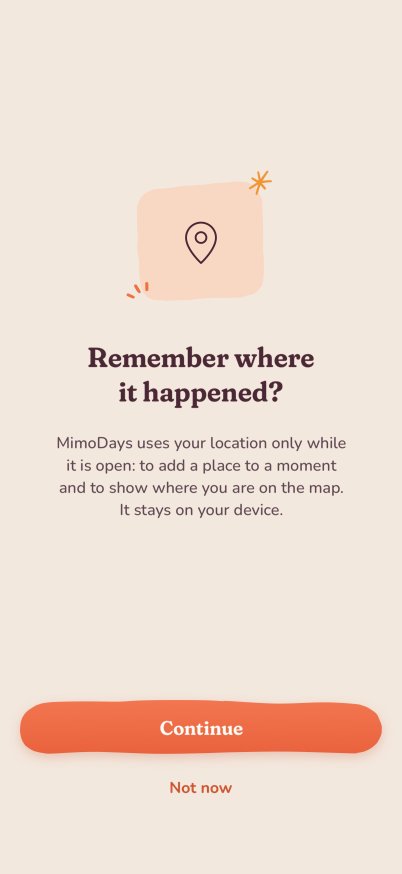 Remember where
it happened?
MimoDays uses your location only while
it is open: to add a place to a moment
and to show where you are on the map.
It stays on your device.
Continue
Not now